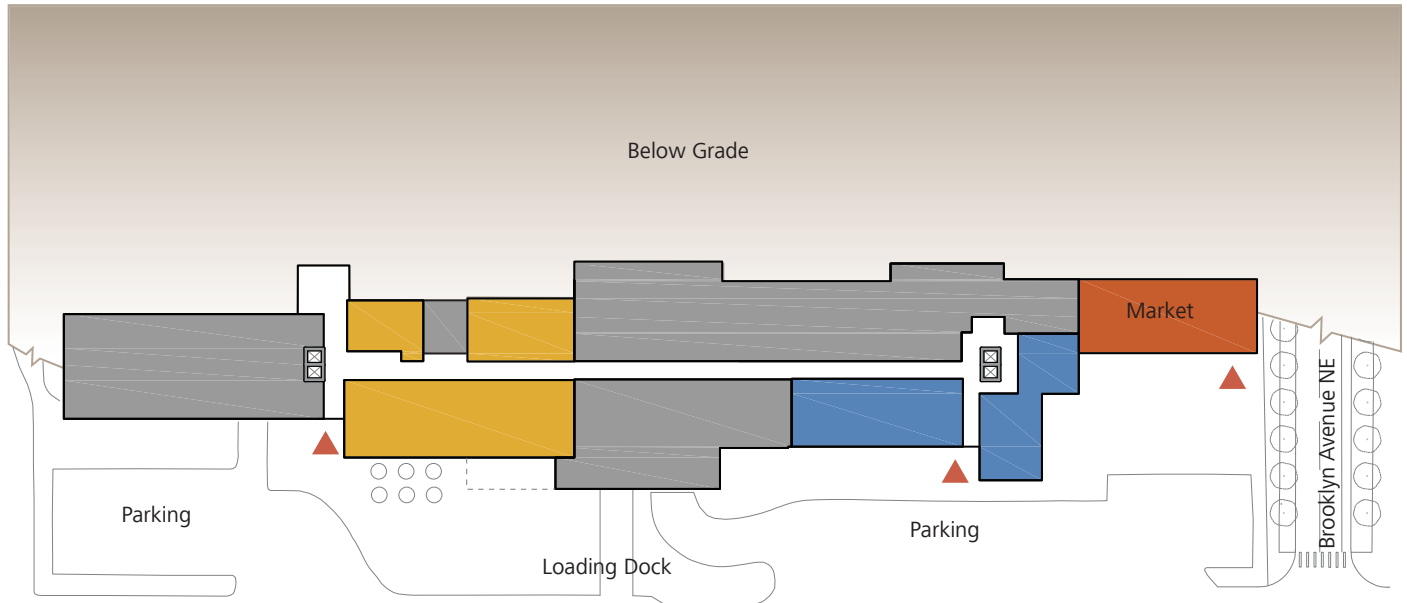 Below Grade
Market
Brooklyn Avenue NE
Parking
Parking
Loading Dock